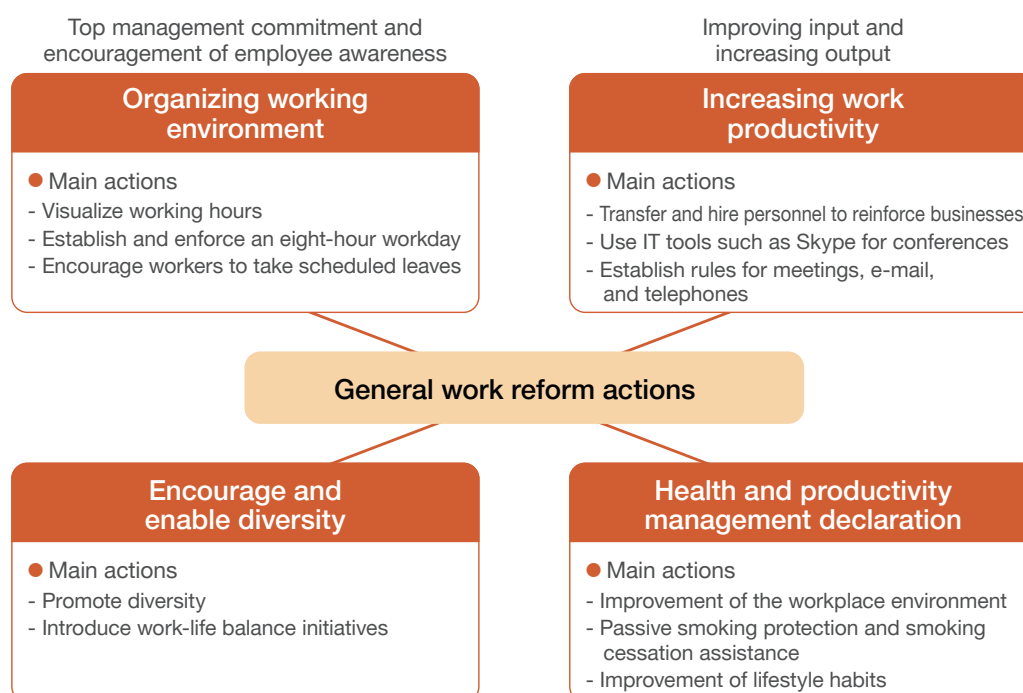 Top management commitment and
encouragement of employee awareness
Organizing working
environment
● Main actions
- Visualize working hours
- Establish and enforce an eight-hour workday
- Encourage workers to take scheduled leaves
Improving input and
increasing output
Increasing work
productivity
● Main actions
- Transfer and hire personnel to reinforce businesses
- Use IT tools such as Skype for conferences
- Establish rules for meetings, e-mail,
and telephones
General work reform actions
Encourage and
enable diversity
● Main actions
- Promote diversity
- Introduce work-life balance initiatives
Health and productivity
management declaration
● Main actions
- Improvement of the workplace environment
- Passive smoking protection and smoking
cessation assistance
- Improvement of lifestyle habits